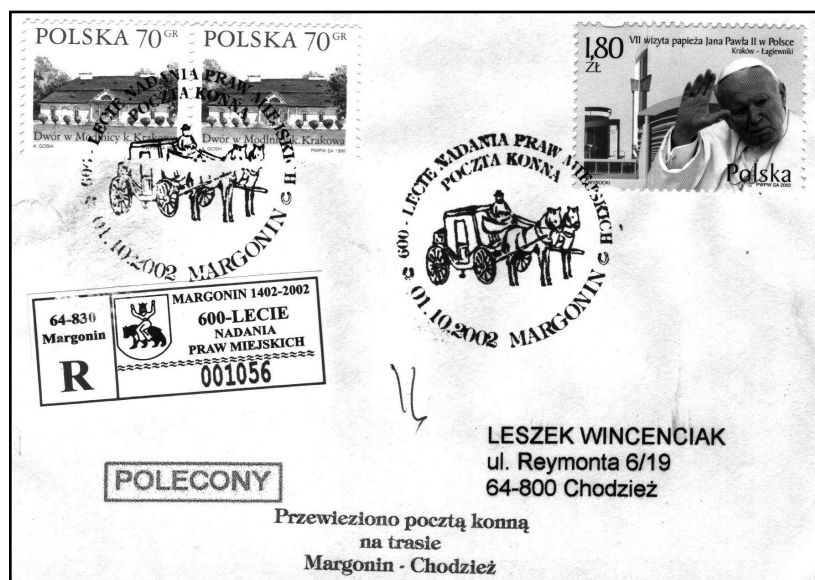 POLSKA 70 GR
Dwór w Modlnicy k.Krakowa
POLSKA 70 GR
Dwór w Modlnicy k.Krakowa
PWPW SA
1,80 ZŁ
VII wizyta papieża Jana Pawła II w Polsce
Kraków - Łagiewniki
Polska
PWPW SA 2002
600-LECIE NADANIA PRAW MIEJSKICH
POCZTA KONNA
01.10.2002 MARGONIN
600-LECIE NADANIA PRAW MIEJSKICH
POCZTA KONNA
01.10.2002 MARGONIN
64-830
Margonin
R
MARGONIN 1402-2002
600-LECIE
NADANIA
PRAW MIEJSKICH
001056
LESZEK WINCENCIAK
ul. Reymonta 6/19
64-800 Chodzież
POLECONY
Przewieziono pocztą konną
na trasie
Margonin - Chodzież